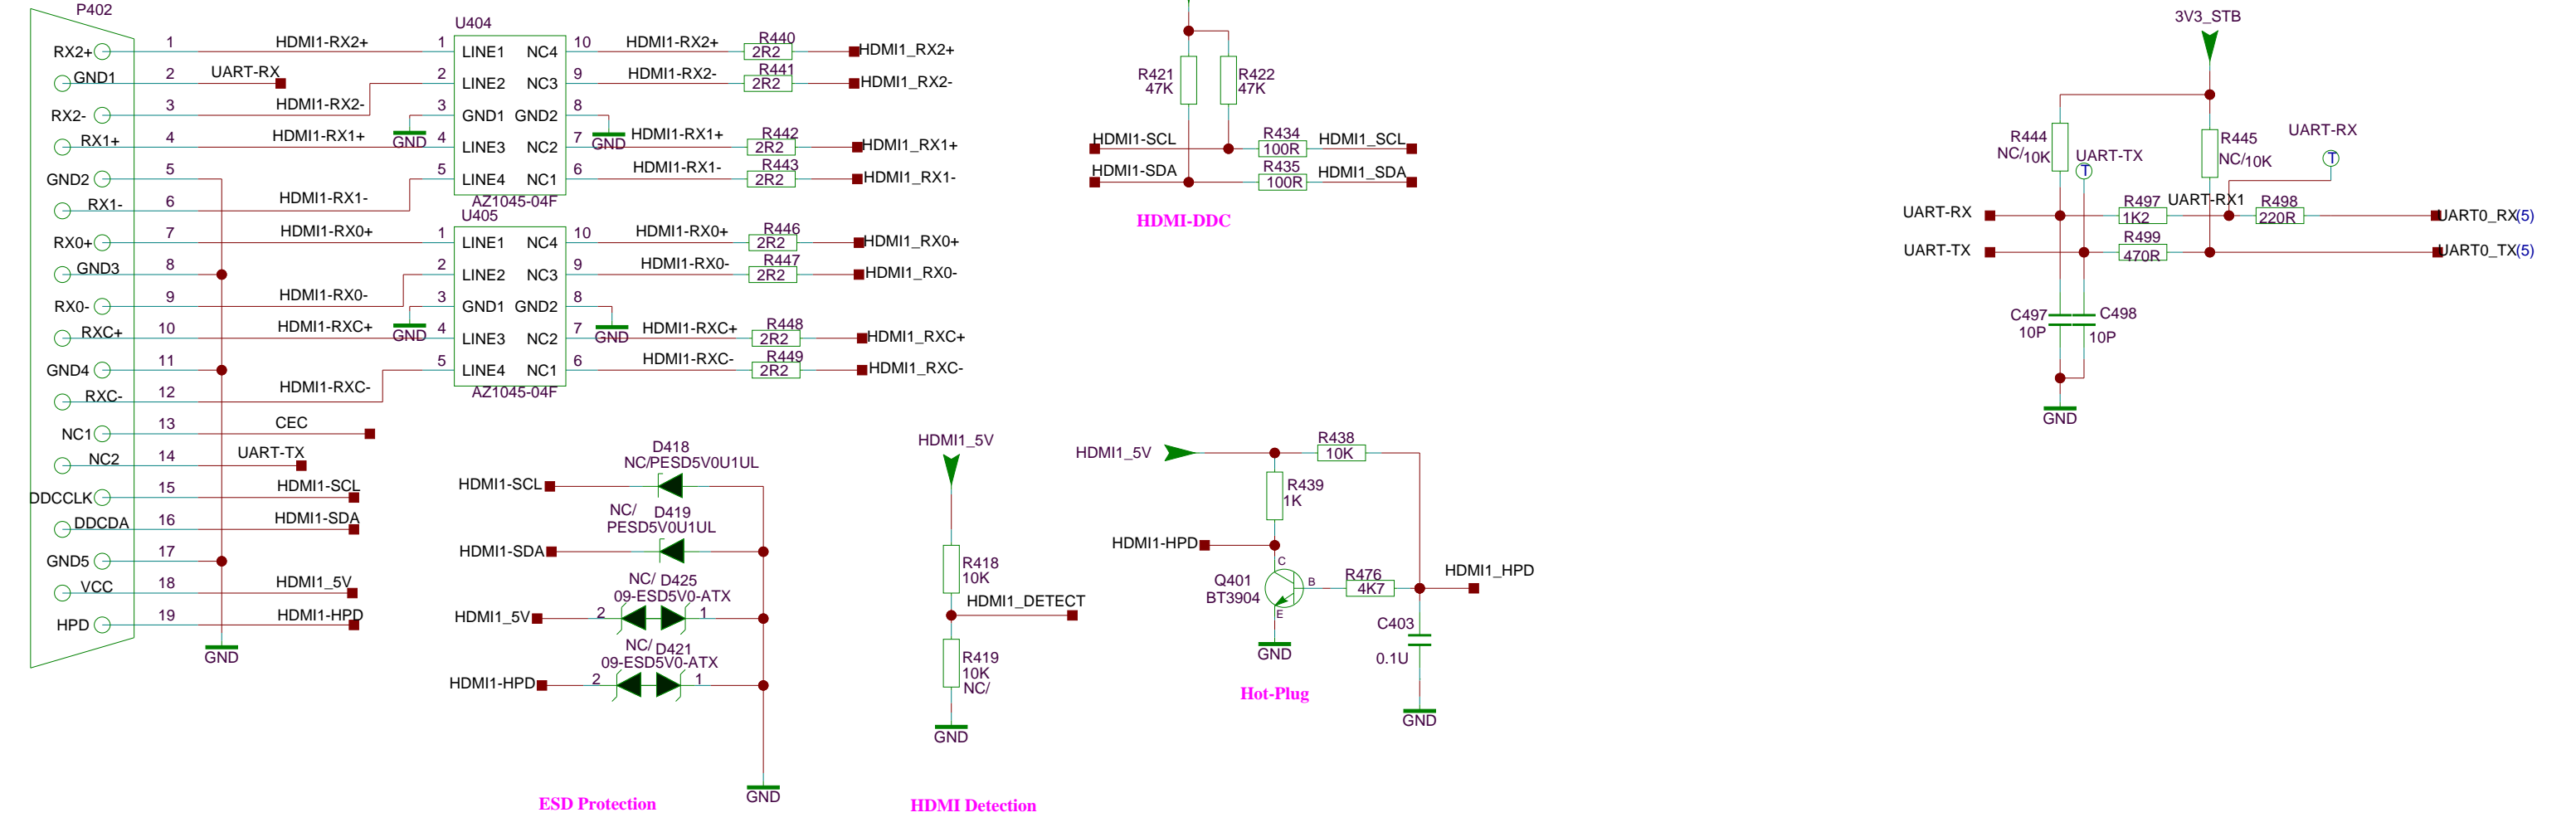 P402
RX2+ 1 HDMI1-RX2+
GND1 2 UART-RX
RX2- 3 HDMI1-RX2-
RX1+ 4 HDMI1-RX1+
GND2 5
RX1- 6 HDMI1-RX1-
RX0+ 7 HDMI1-RX0+
GND3 8
RX0- 9 HDMI1-RX0-
RXC+ 10 HDMI1-RXC+
GND4 11
RXC- 12 HDMI1-RXC-
NC1 13 CEC
NC2 14 UART-TX
DDCCLK 15 HDMI1-SCL
DDCDA 16 HDMI1-SDA
GND5 17
VCC 18 HDMI1_5V
HPD 19 HDMI1-HPD
GND
U404
1 LINE1 NC4 10 HDMI1-RX2+ R440 2R2 HDMI1_RX2+
2 LINE2 NC3 9 HDMI1-RX2- R441 2R2 HDMI1_RX2-
3 GND1 GND2 8
GND GND
4 LINE3 NC2 7 HDMI1-RX1+ R442 2R2 HDMI1_RX1+
5 LINE4 NC1 6 HDMI1-RX1- R443 2R2 HDMI1_RX1-
AZ1045-04F
U405
1 LINE1 NC4 10 HDMI1-RX0+ R446 2R2 HDMI1_RX0+
2 LINE2 NC3 9 HDMI1-RX0- R447 2R2 HDMI1_RX0-
3 GND1 GND2 8
GND GND
4 LINE3 NC2 7 HDMI1-RXC+ R448 2R2 HDMI1_RXC+
5 LINE4 NC1 6 HDMI1-RXC- R449 2R2 HDMI1_RXC-
AZ1045-04F
D418
NC/PESD5V0U1UL
HDMI1-SCL
NC/ D419
PESD5V0U1UL
HDMI1-SDA
NC/ D425
09-ESD5V0-ATX
HDMI1_5V 2 1
NC/ D421
09-ESD5V0-ATX
HDMI1-HPD 2 1
GND
ESD Protection
HDMI1_5V
R418
10K
HDMI1_DETECT
R419
10K
NC/
GND
HDMI Detection
R421
47K
R422
47K
HDMI1-SCL R434 100R HDMI1_SCL
HDMI1-SDA R435 100R HDMI1_SDA
HDMI-DDC
HDMI1_5V
R438
10K
R439
1K
HDMI1-HPD
C
Q401
BT3904
B
E
R476
4K7
HDMI1_HPD
C403
0.1U
GND
GND
Hot-Plug
3V3_STB
R444
NC/10K
UART-TX
T
R445
NC/10K
UART-RX
T
UART-RX R497 1K2 UART-RX1 R498 220R UART0_RX(5)
UART-TX R499 470R UART0_TX(5)
C497
10P
C498
10P
GND